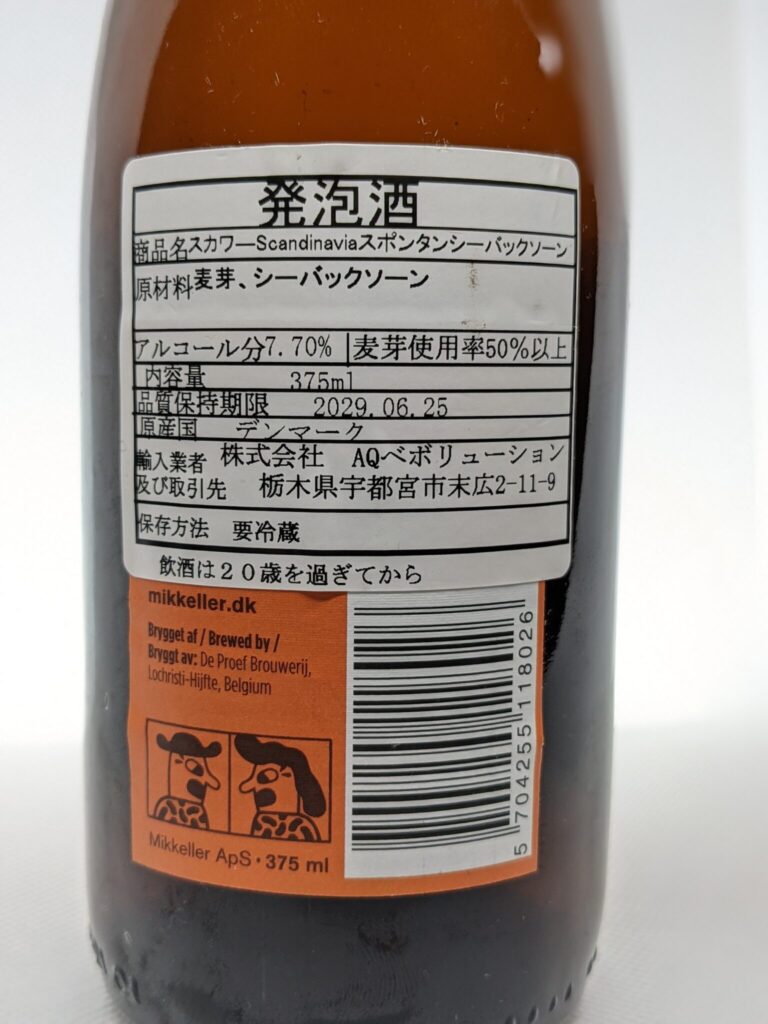 発泡酒
商品名スカワーScandinaviaスポンタンシーバックソーン
原材料麦芽、シーバックソーン
アルコール分7.70% 麦芽使用率50%以上
内容量 375ml
品質保持期限 2029.06.25
原産国 デンマーク
輸入業者 株式会社 AQベボリューション
及び取引先 栃木県宇都宮市末広2-11-9
保存方法 要冷蔵
飲酒は20歳を過ぎてから
mikkeller.dk
Brygget af / Brewed by /
Bryggt av: De Proef Brouwerij,
Lochristi-Hijfte, Belgium
Mikkeller ApS · 375 ml
5 704255 118026